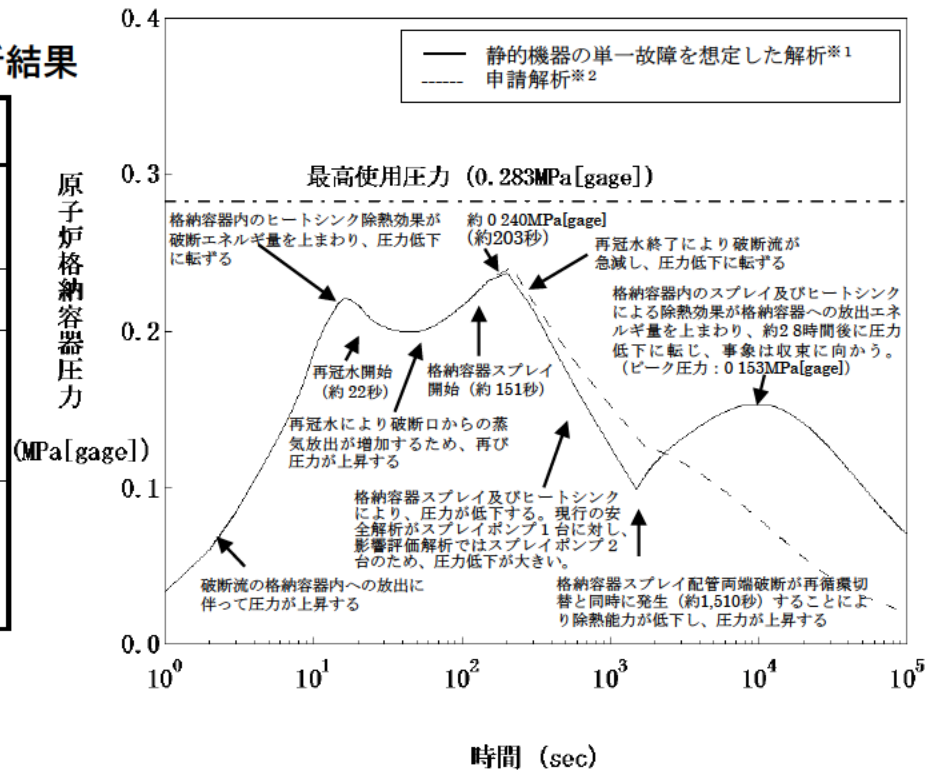 析結果
0.4
静的機器の単一故障を想定した解析※1
申請解析※2
0.3
最高使用圧力 (0.283MPa[gage])
原子炉格納容器圧力
(MPa[gage])
格納容器内のヒートシンク除熱効果が
破断エネルギ量を上まわり、圧力低下
に転ずる
約 0 240MPa[gage]
(約203秒)
再冠水終了により破断流が
急減し、圧力低下に転ずる
格納容器内のスプレイ及びヒートシンク
による除熱効果が格納容器への放出エネ
ルギ量を上まわり、約2 8時間後に圧力
低下に転じ、事象は収束に向かう。
(ピーク圧力:0 153MPa[gage])
0.2
再冠水開始
(約 22秒)
格納容器スプレイ
開始 (約 151秒)
再冠水により破断口からの蒸
気放出が増加するため、再び
圧力が上昇する
0.1
格納容器スプレイ及びヒートシンク
により、圧力が低下する。現行の安
全解析がスプレイポンプ1台に対し、
影響評価解析ではスプレイポンプ2
台のため、圧力低下が大きい。
破断流の格納容器内への放出に
伴って圧力が上昇する
格納容器スプレイ配管両端破断が再循環切
替と同時に発生(約1,510秒)することによ
り除熱能力が低下し、圧力が上昇する
0.0
10⁰ 10¹ 10² 10³ 10⁴ 10⁵
時間 (sec)